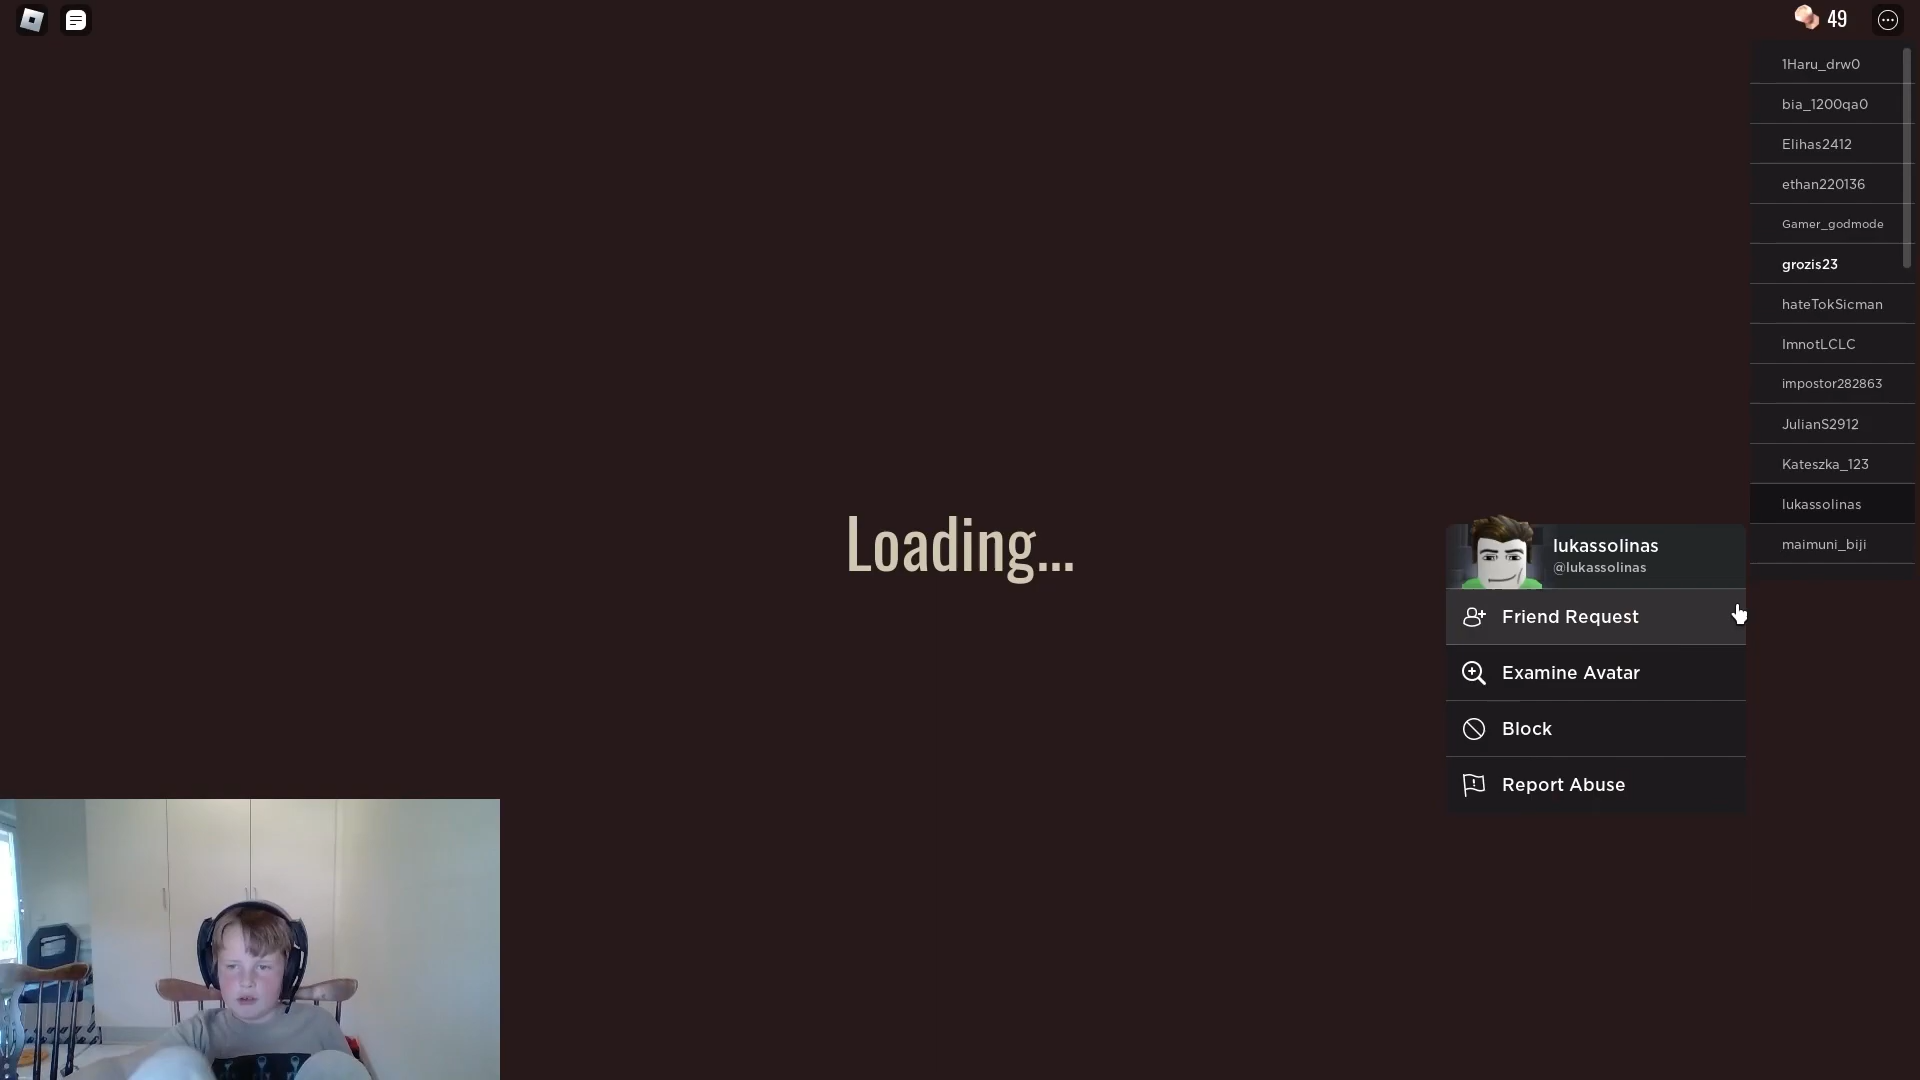 49
1Haru_drw0
bia_1200qa0
Elihas2412
ethan220136
Gamer_godmode
grozis23
hateTokSicman
ImnotLCLC
impostor282863
JulianS2912
Kateszka_123
lukassolinas
maimuni_biji
Loading...
lukassolinas
@lukassolinas
Friend Request
Examine Avatar
Block
Report Abuse